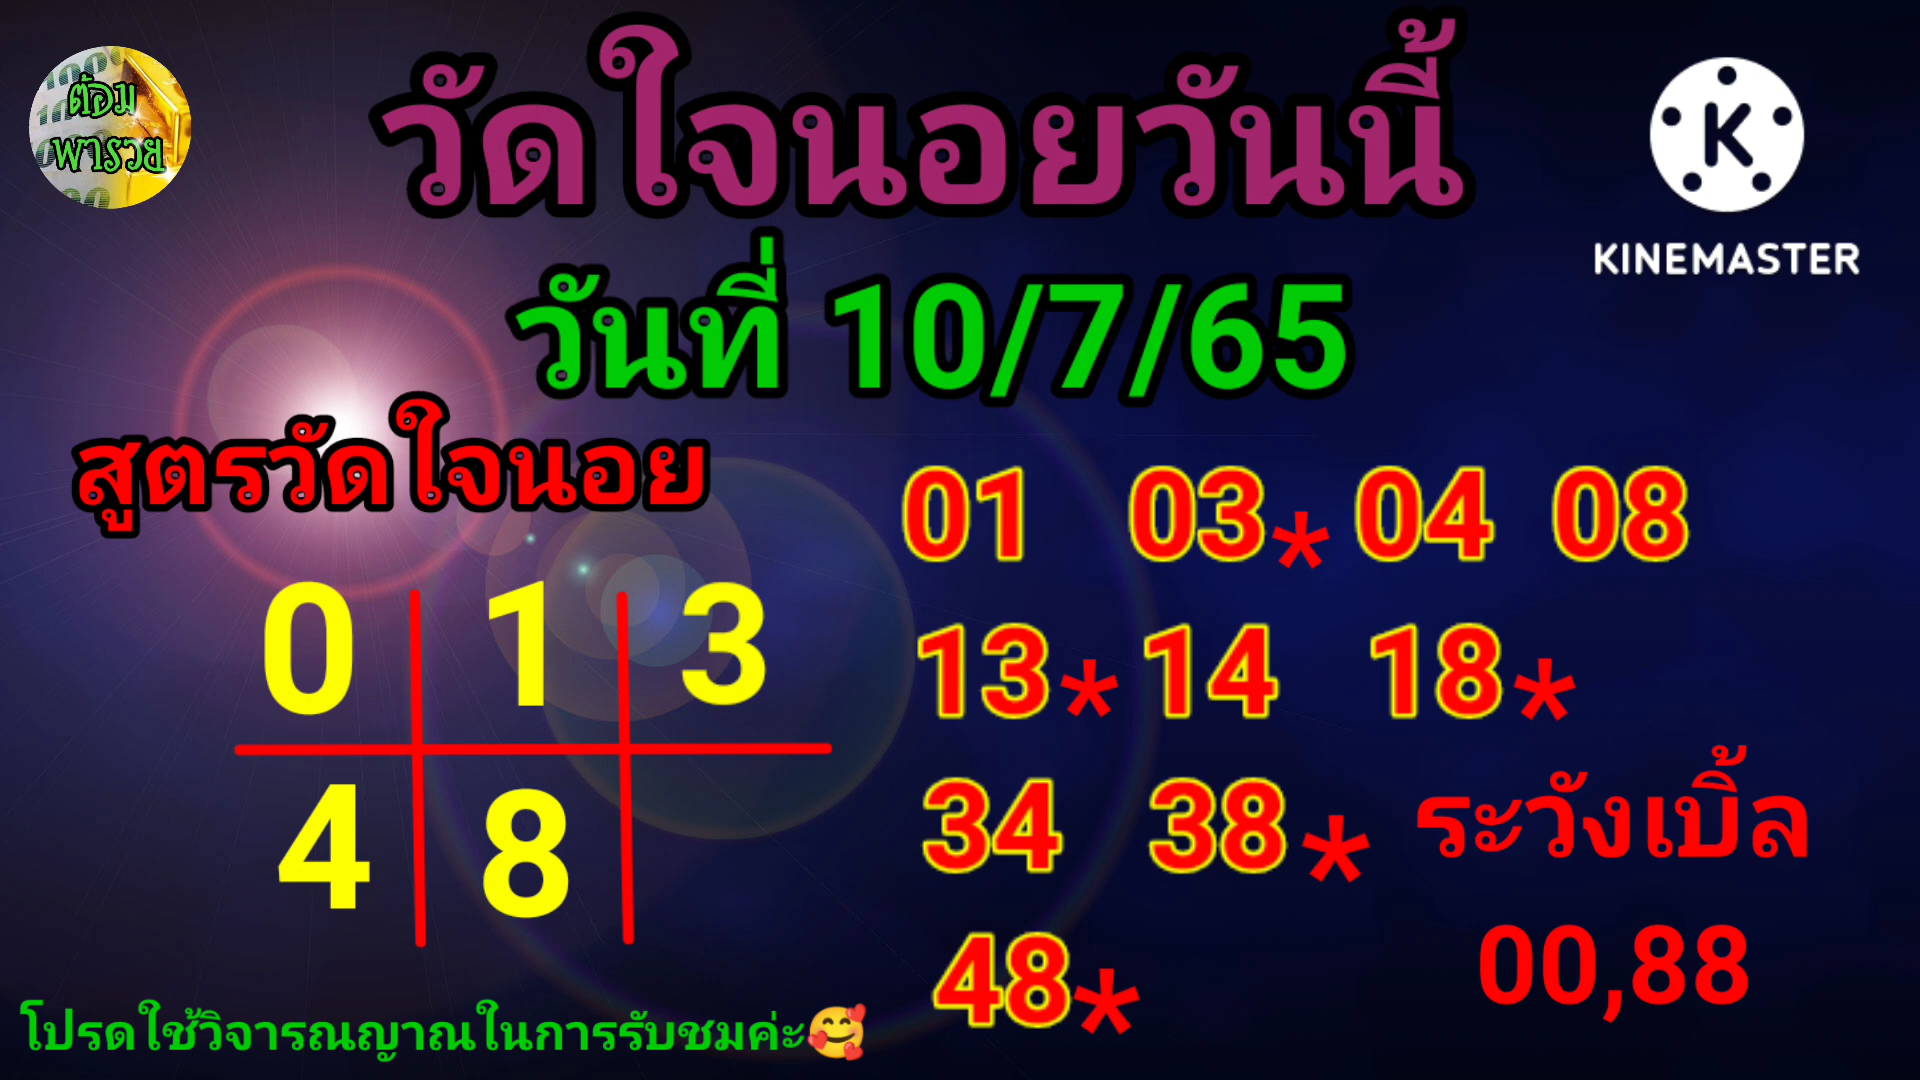 ต้อม
พารวย
วัดใจนอยวันนี้
KINEMASTER
วันที่ 10/7/65
สูตรวัดใจนอย
0 1 3
4 8
01 03* 04 08
13* 14 18*
34 38*
48*
ระวังเบิ้ล
00,88
โปรดใช้วิจารณญาณในการรับชมค่ะ🥰